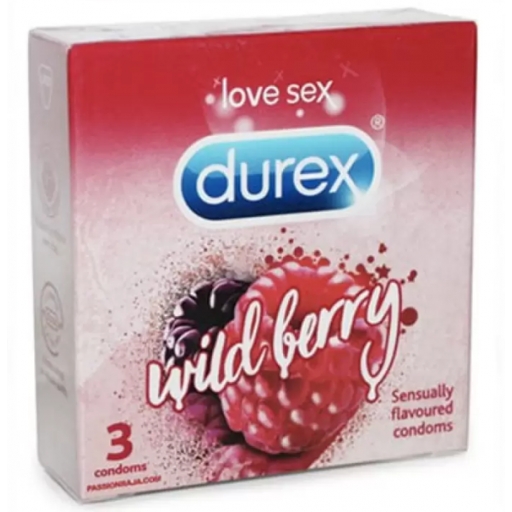 love sex
durex®
wild berry
Sensually
flavoured
condoms
3
condoms
PASSIONRAJA.COM